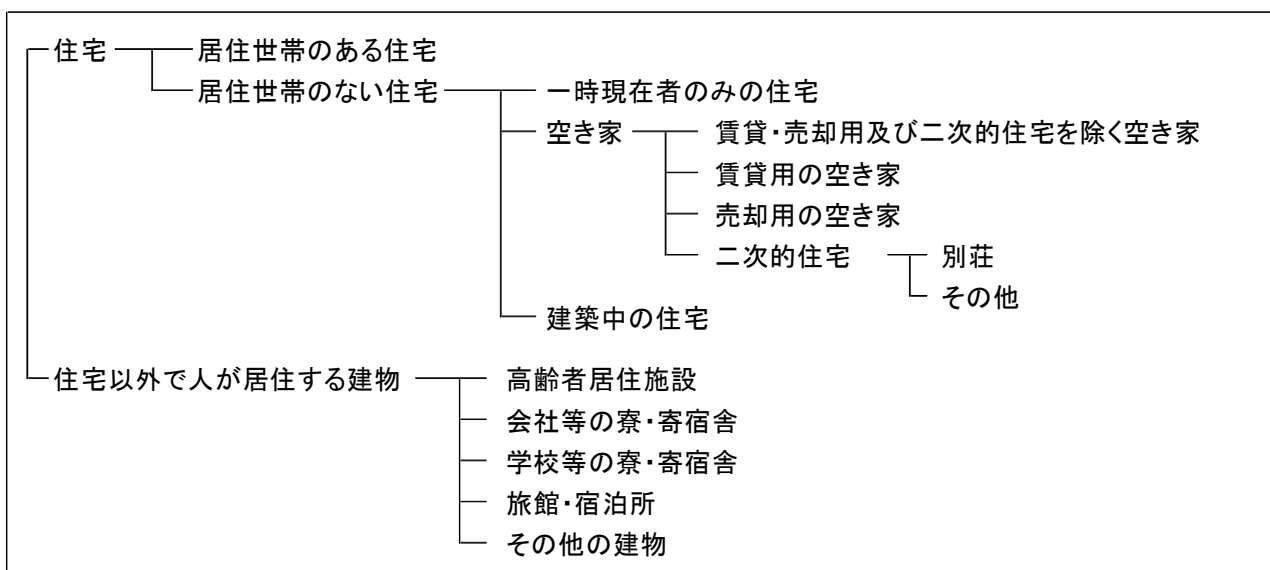 住宅 居住世帯のある住宅
居住世帯のない住宅 一時現在者のみの住宅
空き家 賃貸・売却用及び二次的住宅を除く空き家
賃貸用の空き家
売却用の空き家
二次的住宅 別荘
その他
建築中の住宅
住宅以外で人が居住する建物 高齢者居住施設
会社等の寮・寄宿舎
学校等の寮・寄宿舎
旅館・宿泊所
その他の建物